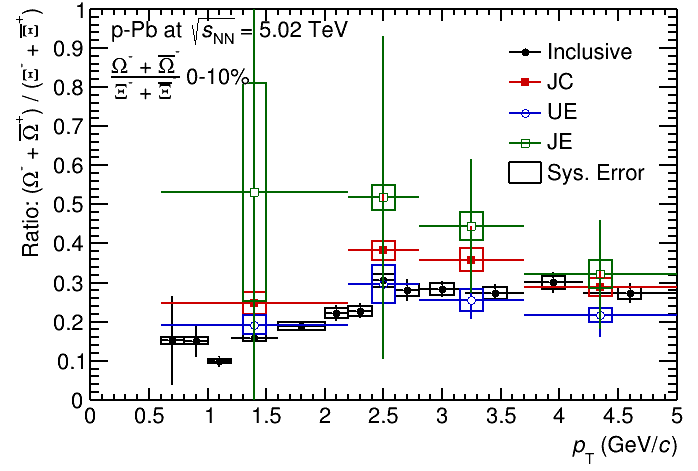 Ratio: (Ω⁻ + Ω̅⁺) / (Ξ⁻ + Ξ̅⁺)
p-Pb at √s_NN = 5.02 TeV
Ω⁻ + Ω̅⁻
Ξ⁻ + Ξ̅⁻
0-10%
Inclusive
JC
UE
JE
Sys. Error
1
0.9
0.8
0.7
0.6
0.5
0.4
0.3
0.2
0.1
0
0 0.5 1 1.5 2 2.5 3 3.5 4 4.5 5
p_T (GeV/c)